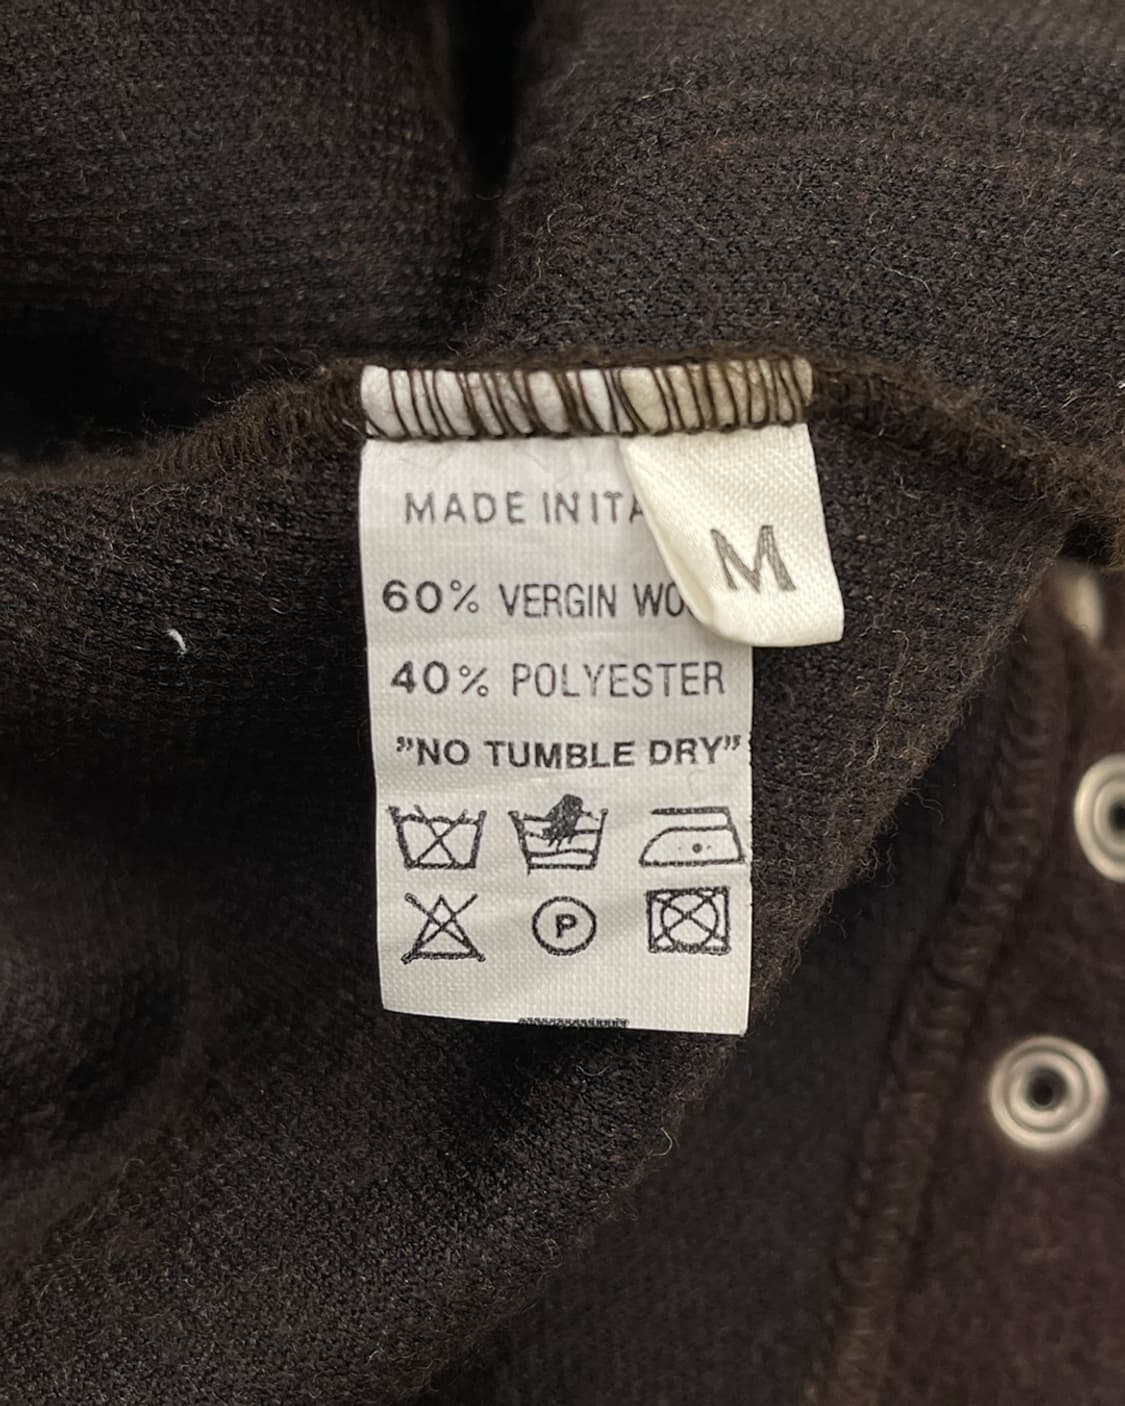 MADE IN ITA
M
60% VERGIN WO
40% POLYESTER
"NO TUMBLE DRY"
P